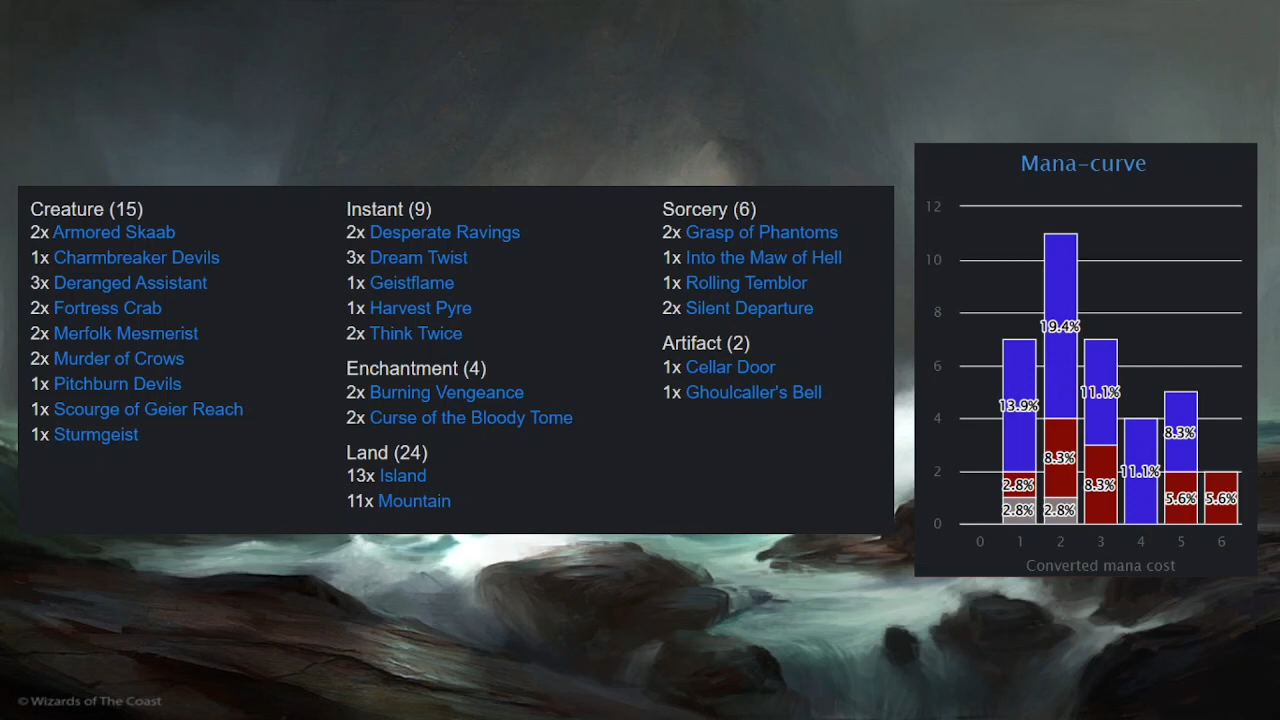 Creature (15)
2x Armored Skaab
1x Charmbreaker Devils
3x Deranged Assistant
2x Fortress Crab
2x Merfolk Mesmerist
2x Murder of Crows
1x Pitchburn Devils
1x Scourge of Geier Reach
1x Sturmgeist
Instant (9)
2x Desperate Ravings
3x Dream Twist
1x Geistflame
1x Harvest Pyre
2x Think Twice
Enchantment (4)
2x Burning Vengeance
2x Curse of the Bloody Tome
Land (24)
13x Island
11x Mountain
Sorcery (6)
2x Grasp of Phantoms
1x Into the Maw of Hell
1x Rolling Temblor
2x Silent Departure
Artifact (2)
1x Cellar Door
1x Ghoulcaller's Bell
Mana-curve
12
10
8
6
4
2
0
13.9%
2.8%
2.8%
19.4%
8.3%
2.8%
11.1%
8.3%
11.1%
8.3%
5.6%
5.6%
0 1 2 3 4 5 6
Converted mana cost
© Wizards of The Coast